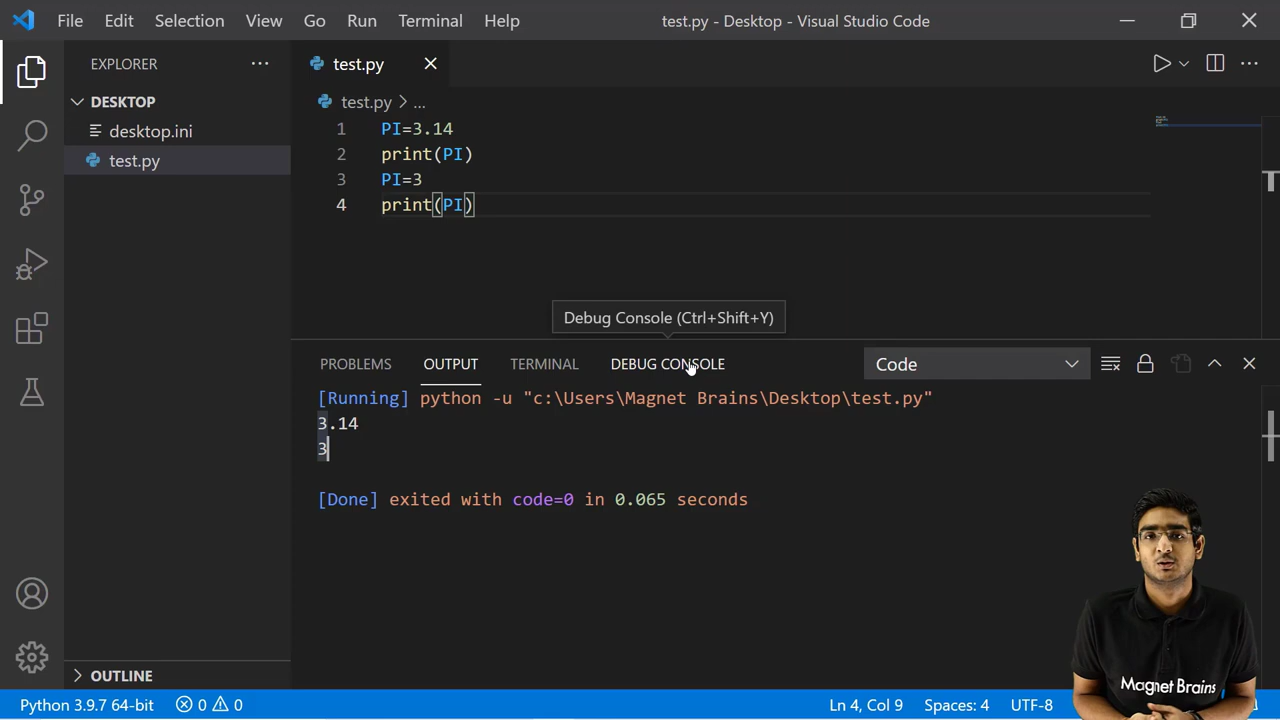 File Edit Selection View Go Run Terminal Help test.py - Desktop - Visual Studio Code
EXPLORER
DESKTOP
desktop.ini
test.py
test.py
test.py > ...
1 PI=3.14
2 print(PI)
3 PI=3
4 print(PI)
Debug Console (Ctrl+Shift+Y)
PROBLEMS OUTPUT TERMINAL DEBUG CONSOLE Code
[Running] python -u "c:\Users\Magnet Brains\Desktop\test.py"
3.14
3
[Done] exited with code=0 in 0.065 seconds
OUTLINE
Magnet Brains
Python 3.9.7 64-bit 0 0 Ln 4, Col 9 Spaces: 4 UTF-8